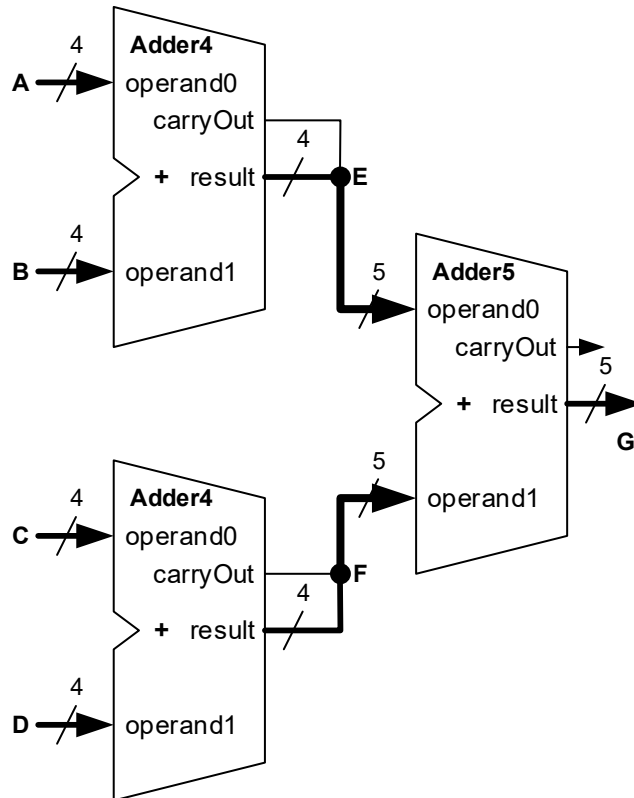 4
Adder4
A
operand0
carryOut
4
+ result
E
4
B
operand1
5
Adder5
operand0
carryOut
5
+ result
G
5
operand1
4
Adder4
C
operand0
carryOut
F
4
+ result
4
D
operand1